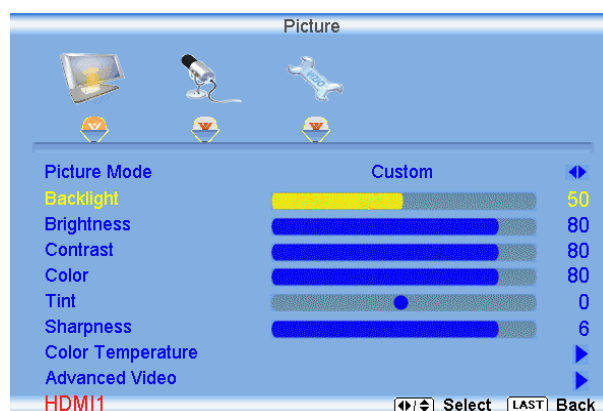 Picture
VIZIO
Picture Mode Custom
Backlight 50
Brightness 80
Contrast 80
Color 80
Tint 0
Sharpness 6
Color Temperature
Advanced Video
HDMI1 Select LAST Back